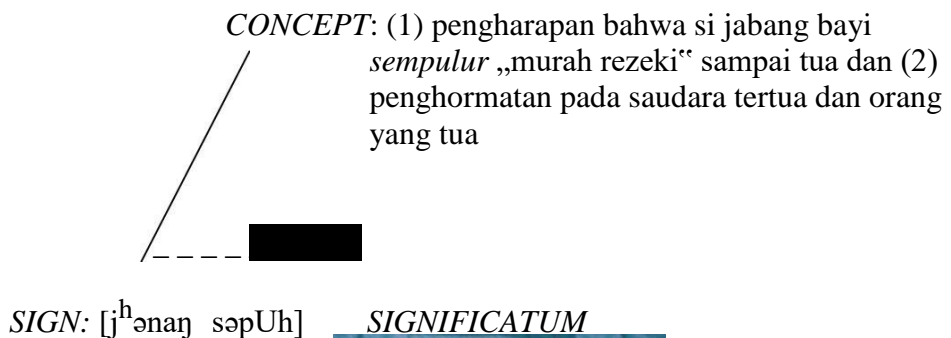 CONCEPT: (1) pengharapan bahwa si jabang bayi
sempulur „murah rezeki‟ sampai tua dan (2)
penghormatan pada saudara tertua dan orang
yang tua
SIGN: [jʰənaŋ səpUh] SIGNIFICATUM